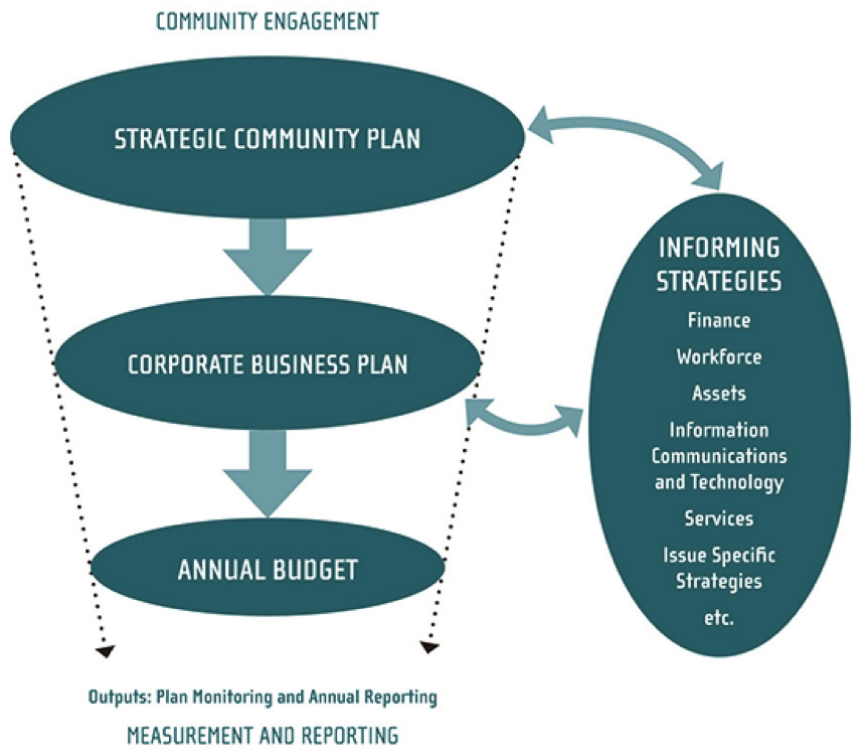 COMMUNITY ENGAGEMENT
STRATEGIC COMMUNITY PLAN
CORPORATE BUSINESS PLAN
ANNUAL BUDGET
INFORMING
STRATEGIES
Finance
Workforce
Assets
Information
Communications
and Technology
Services
Issue Specific
Strategies
etc.
Outputs: Plan Monitoring and Annual Reporting
MEASUREMENT AND REPORTING